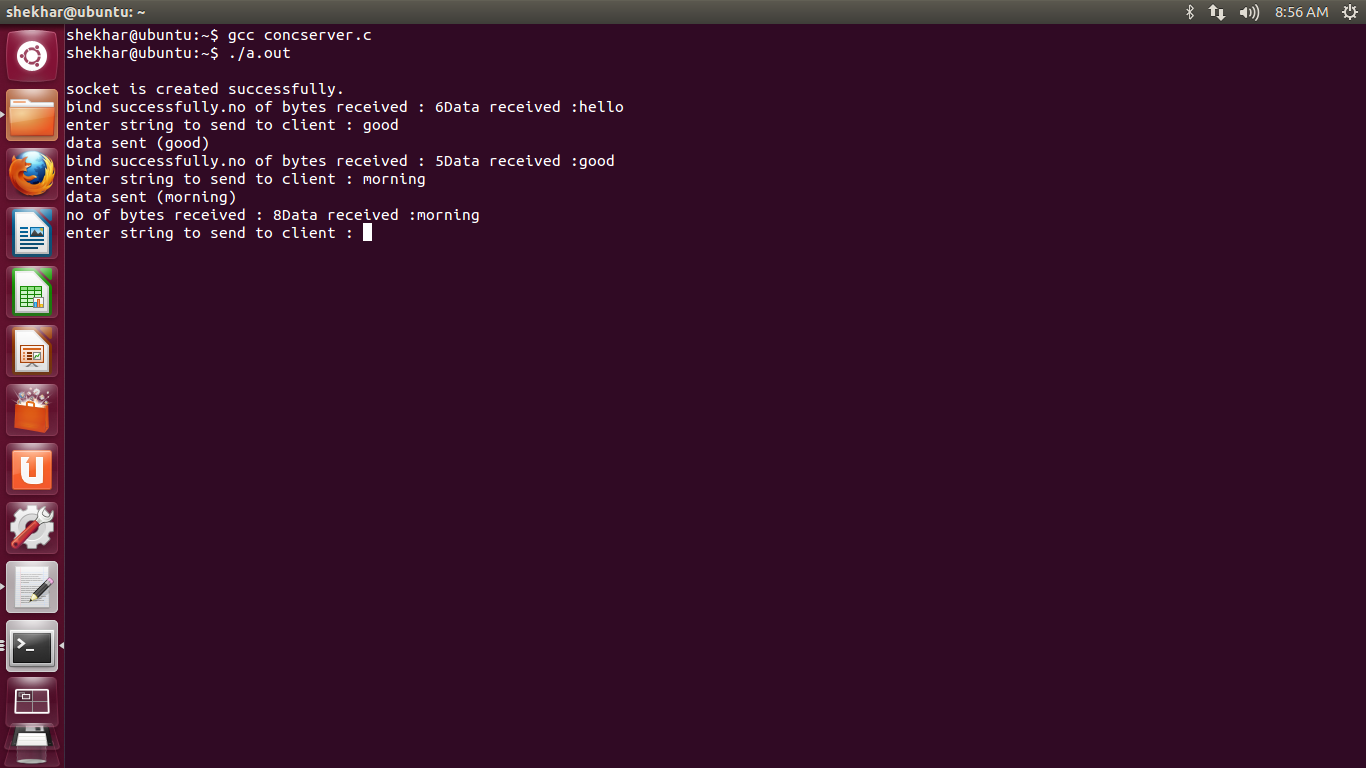 shekhar@ubuntu: ~
8:56 AM
shekhar@ubuntu:~$ gcc concserver.c
shekhar@ubuntu:~$ ./a.out
socket is created successfully.
bind successfully.no of bytes received : 6Data received :hello
enter string to send to client : good
data sent (good)
bind successfully.no of bytes received : 5Data received :good
enter string to send to client : morning
data sent (morning)
no of bytes received : 8Data received :morning
enter string to send to client :